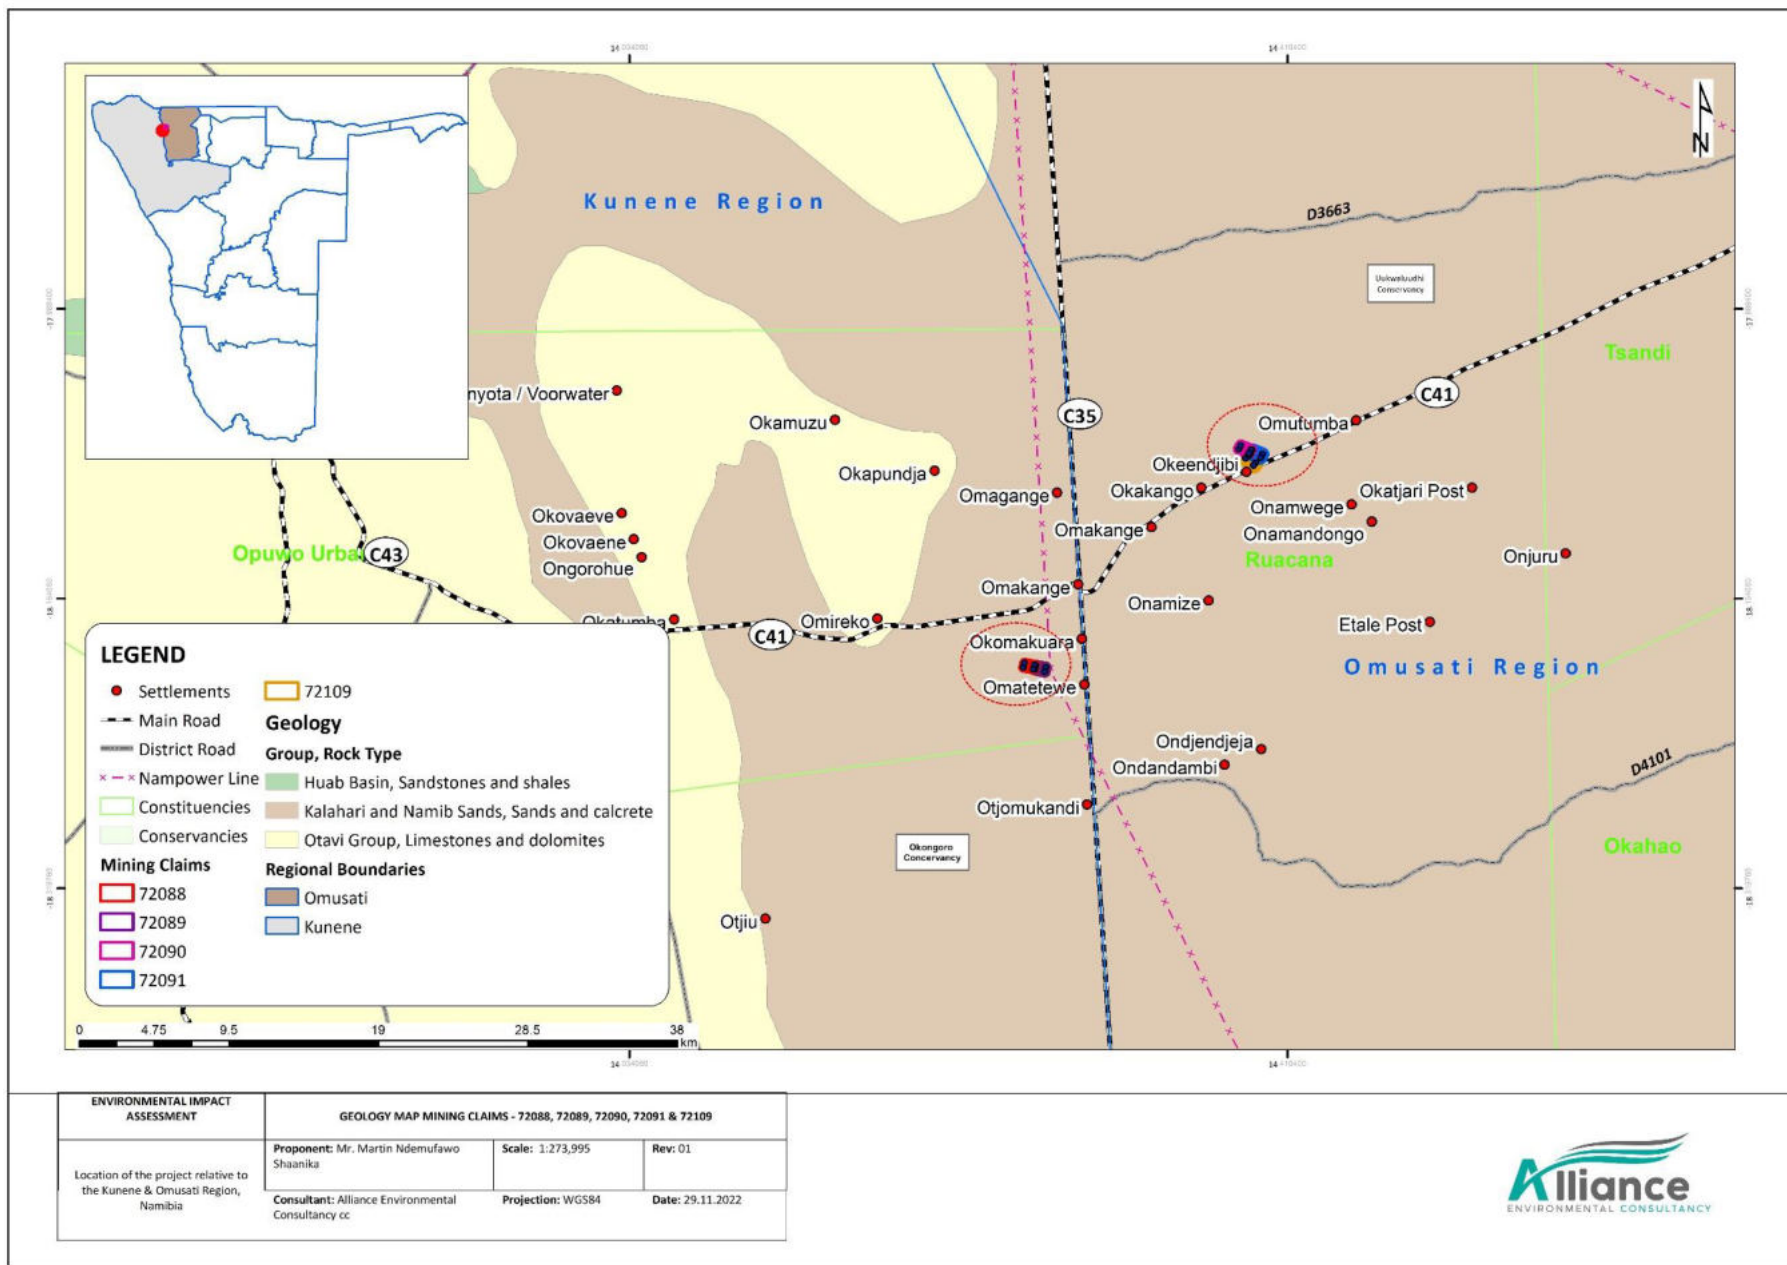 14.034000
14.410400
N
Kunene Region
D3663
Uukwaluudhi
Conservancy
Tsandi
nyota / Voorwater
C41
Okamuzu
C35
Omutumba
Okapundja
Okeendjibi
Omagange
Okakango
Okatjari Post
Onamwege
Okovaeve
Omakange
Onamandongo
Okovaene
Opuwo Urba
C43
Ruacana
Onjuru
Ongorohue
Omakange
Onamize
Okatumba
Omireko
Etale Post
C41
Okomakuara
Omusati Region
Omatetewe
Ondjendjeja
Ondandambi
D4101
Otjomukandi
Okongoro
Concervancy
Okahao
Otjiu
LEGEND
Settlements
Main Road
District Road
Nampower Line
Constituencies
Conservancies
Mining Claims
72088
72089
72090
72091
72109
Geology
Group, Rock Type
Huab Basin, Sandstones and shales
Kalahari and Namib Sands, Sands and calcrete
Otavi Group, Limestones and dolomites
Regional Boundaries
Omusati
Kunene
0 4.75 9.5 19 28.5 38
km
ENVIRONMENTAL IMPACT
ASSESSMENT
GEOLOGY MAP MINING CLAIMS - 72088, 72089, 72090, 72091 & 72109
Location of the project relative to
the Kunene & Omusati Region,
Namibia
Proponent: Mr. Martin Ndemufawo
Shaanika
Scale: 1:273,995
Rev: 01
Consultant: Alliance Environmental
Consultancy cc
Projection: WGS84
Date: 29.11.2022
Alliance
ENVIRONMENTAL CONSULTANCY